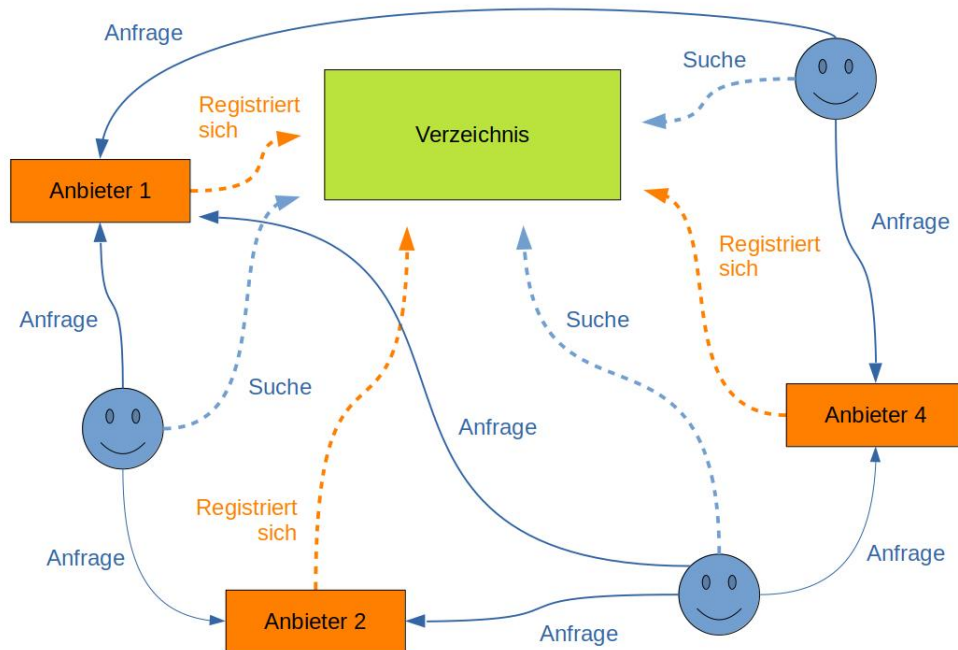 Anfrage
Suche
Registriert
sich
Verzeichnis
Anbieter 1
Anfrage
Registriert
sich
Anfrage
Suche
Suche
Anbieter 4
Anfrage
Registriert
sich
Anfrage
Anfrage
Anbieter 2
Anfrage